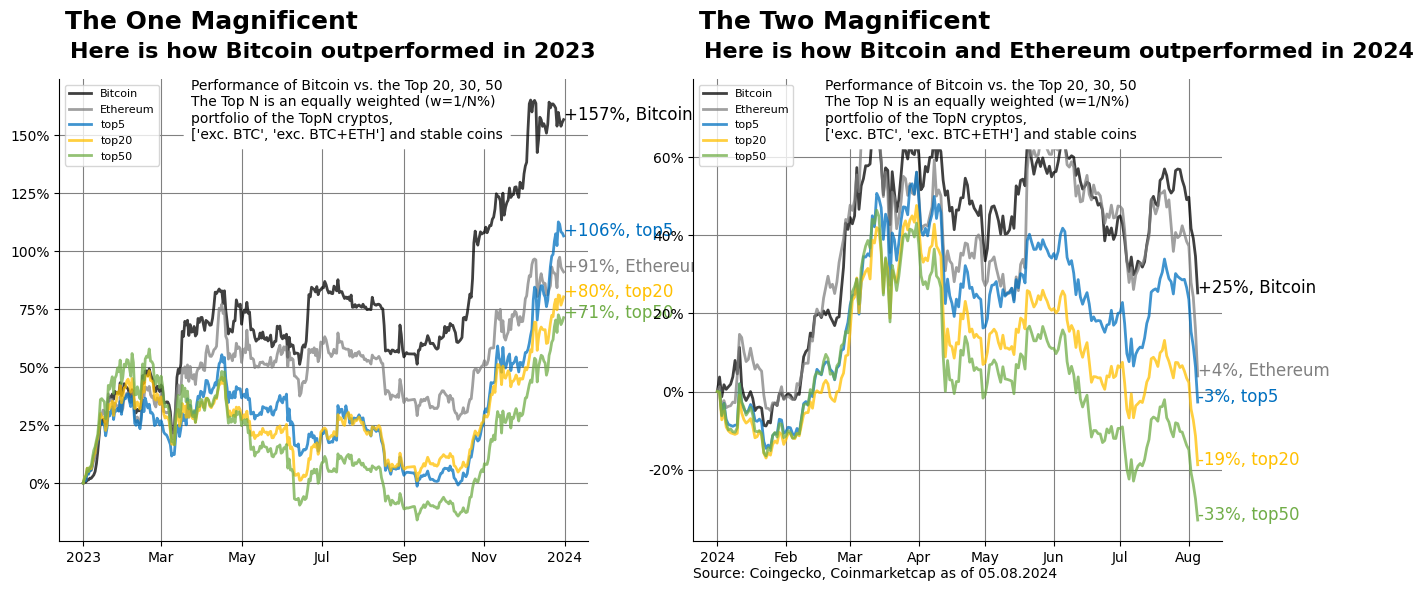 The One Magnificent
Here is how Bitcoin outperformed in 2023
Bitcoin
Ethereum
top5
top20
top50
Performance of Bitcoin vs. the Top 20, 30, 50
The Top N is an equally weighted (w=1/N%)
portfolio of the TopN cryptos,
['exc. BTC', 'exc. BTC+ETH'] and stable coins
150%
125%
100%
75%
50%
25%
0%
+157%, Bitcoin
+106%, top5
+91%, Ethereu
+80%, top20
+71%, top50
2023
Mar
May
Jul
Sep
Nov
2024
The Two Magnificent
Here is how Bitcoin and Ethereum outperformed in 2024
Bitcoin
Ethereum
top5
top20
top50
Performance of Bitcoin vs. the Top 20, 30, 50
The Top N is an equally weighted (w=1/N%)
portfolio of the TopN cryptos,
['exc. BTC', 'exc. BTC+ETH'] and stable coins
60%
40%
20%
0%
-20%
+25%, Bitcoin
+4%, Ethereum
-3%, top5
-19%, top20
-33%, top50
2024
Feb
Mar
Apr
May
Jun
Jul
Aug
Source: Coingecko, Coinmarketcap as of 05.08.2024